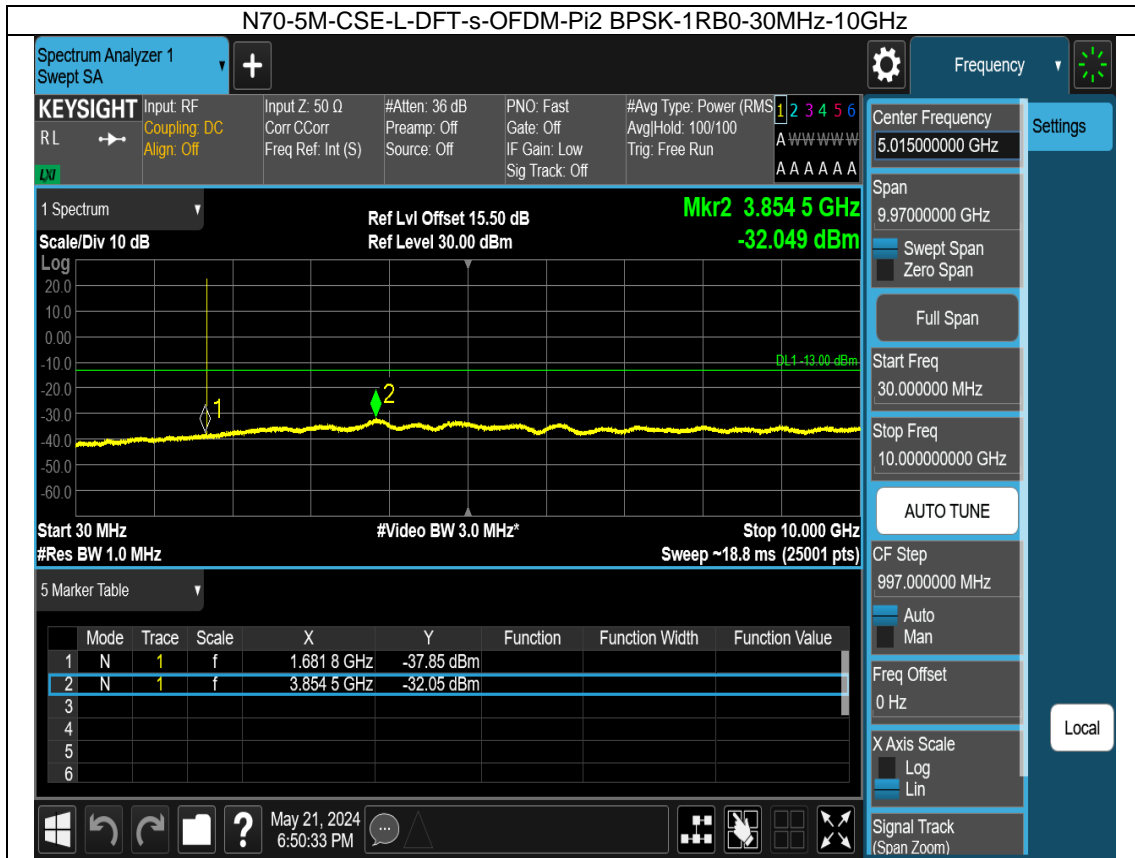 N70-5M-CSE-L-DFT-s-OFDM-Pi2 BPSK-1RB0-30MHz-10GHz
Spectrum Analyzer 1
Swept SA
+
Frequency
KEYSIGHT
R L
LXI
Input: RF
Coupling: DC
Align: Off
Input Z: 50 Ω
Corr CCorr
Freq Ref: Int (S)
#Atten: 36 dB
Preamp: Off
Source: Off
PNO: Fast
Gate: Off
IF Gain: Low
Sig Track: Off
#Avg Type: Power (RMS
Avg|Hold: 100/100
Trig: Free Run
1 2 3 4 5 6
A W W W W W
A A A A A A
1 Spectrum
Scale/Div 10 dB
Ref Lvl Offset 15.50 dB
Ref Level 30.00 dBm
Mkr2 3.854 5 GHz
-32.049 dBm
Log
20.0
10.0
0.00
-10.0
-20.0
-30.0
-40.0
-50.0
-60.0
DL1 -13.00 dBm
1
2
Start 30 MHz
#Video BW 3.0 MHz*
Stop 10.000 GHz
#Res BW 1.0 MHz
Sweep ~18.8 ms (25001 pts)
5 Marker Table
Mode Trace Scale X Y Function Function Width Function Value
1 N 1 f 1.681 8 GHz -37.85 dBm
2 N 1 f 3.854 5 GHz -32.05 dBm
3
4
5
6
?
May 21, 2024
6:50:33 PM
Center Frequency
5.015000000 GHz
Span
9.97000000 GHz
Swept Span
Zero Span
Full Span
Start Freq
30.000000 MHz
Stop Freq
10.000000000 GHz
AUTO TUNE
CF Step
997.000000 MHz
Auto
Man
Freq Offset
0 Hz
X Axis Scale
Log
Lin
Signal Track
(Span Zoom)
Settings
Local